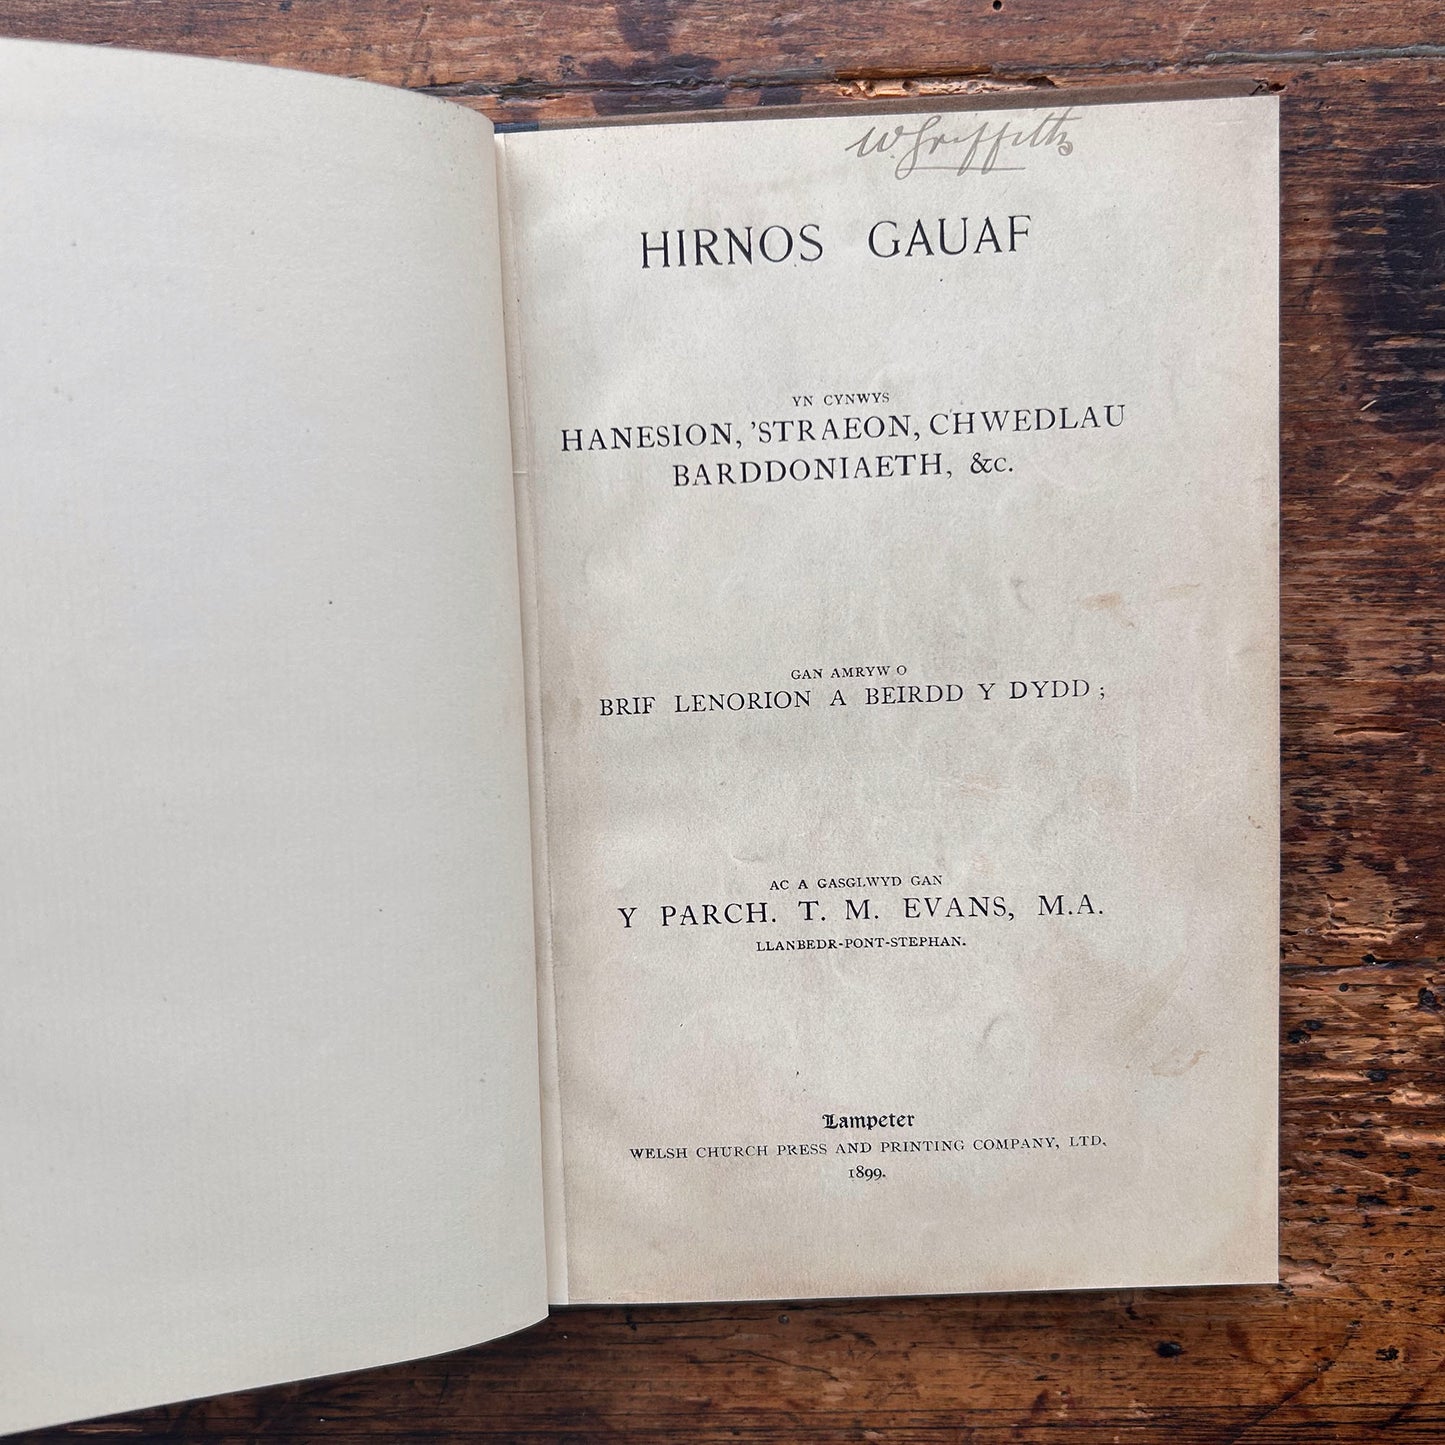 W. Griffith
HIRNOS GAUAF
YN CYNWYS
HANESION, 'STRAEON, CHWEDLAU
BARDDONIAETH, &c.
GAN AMRYW O
BRIF LENORION A BEIRDD Y DYDD ;
AC A GASGLWYD GAN
Y PARCH. T. M. EVANS, M.A.
LLANBEDR-PONT-STEPHAN.
Lampeter
WELSH CHURCH PRESS AND PRINTING COMPANY, LTD.
1899.